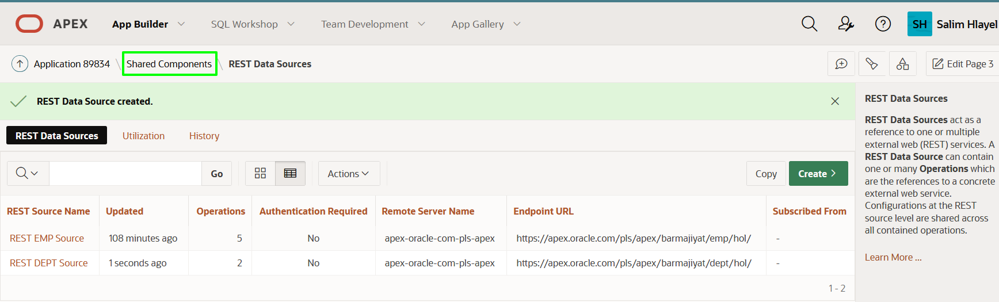 APEX App Builder SQL Workshop Team Development App Gallery SH Salim Hlayel
Application 89834 \ Shared Components \ REST Data Sources Edit Page 3
REST Data Source created.
REST Data Sources Utilization History
Go Actions Copy Create
REST Source Name Updated Operations Authentication Required Remote Server Name Endpoint URL Subscribed From
REST EMP Source 108 minutes ago 5 No apex-oracle-com-pls-apex https://apex.oracle.com/pls/apex/barmajiyat/emp/hol/ -
REST DEPT Source 1 seconds ago 2 No apex-oracle-com-pls-apex https://apex.oracle.com/pls/apex/barmajiyat/dept/hol/ -
1 - 2
REST Data Sources
REST Data Sources act as a
reference to one or multiple
external web (REST) services. A
REST Data Source can contain
one or many Operations which
are the references to a concrete
external web service.
Configurations at the REST
source level are shared across
all contained operations.
Learn More ...